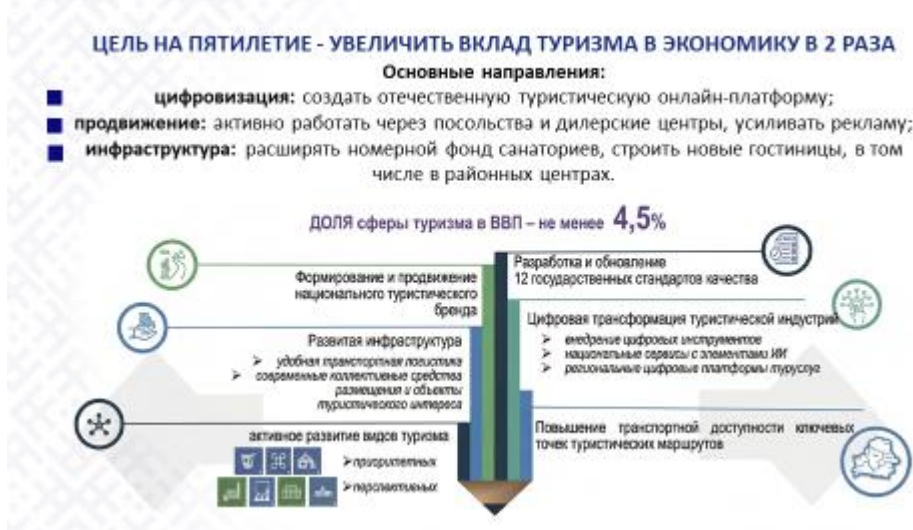 ЦЕЛЬ НА ПЯТИЛЕТИЕ - УВЕЛИЧИТЬ ВКЛАД ТУРИЗМА В ЭКОНОМИКУ В 2 РАЗА
Основные направления:
цифровизация: создать отечественную туристическую онлайн-платформу;
продвижение: активно работать через посольства и дилерские центры, усиливать рекламу;
инфраструктура: расширять номерной фонд санаториев, строить новые гостиницы, в том
числе в районных центрах.
ДОЛЯ сферы туризма в ВВП – не менее 4,5%
Формирование и продвижение
национального туристического
бренда
Развитая инфраструктура
удобная транспортная логистика
современные коллективные средства
размещения и объекты
туристического интереса
активное развитие видов туризма
приоритетных
перспективных
Разработка и обновление
12 государственных стандартов качества
Цифровая трансформация туристической индустрии
внедрение цифровых инструментов
национальные сервисы с элементами ИИ
региональные цифровые платформы туруслуг
Повышение транспортной доступности ключевых
точек туристических маршрутов